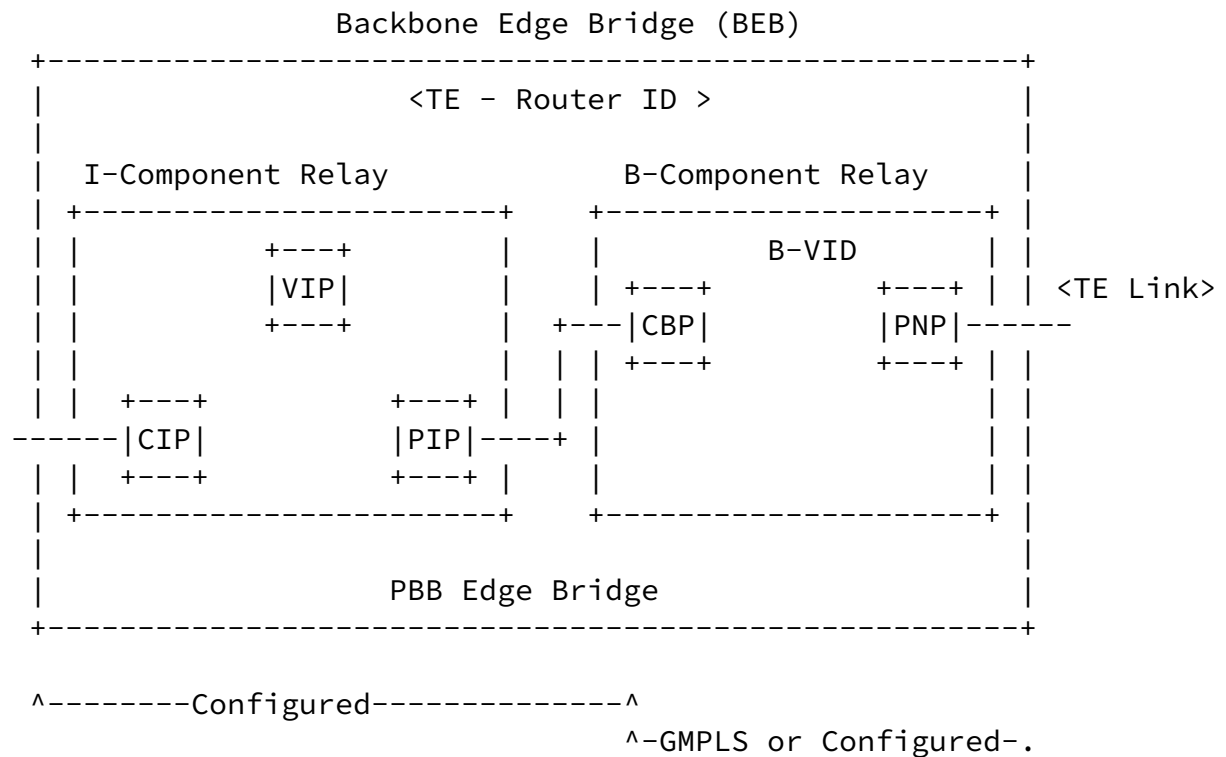 Backbone Edge Bridge (BEB)
<TE - Router ID >
I-Component Relay B-Component Relay
B-VID
VIP <TE Link>
CBP PNP
CIP PIP
PBB Edge Bridge
^--------Configured--------------^
^-GMPLS or Configured-.